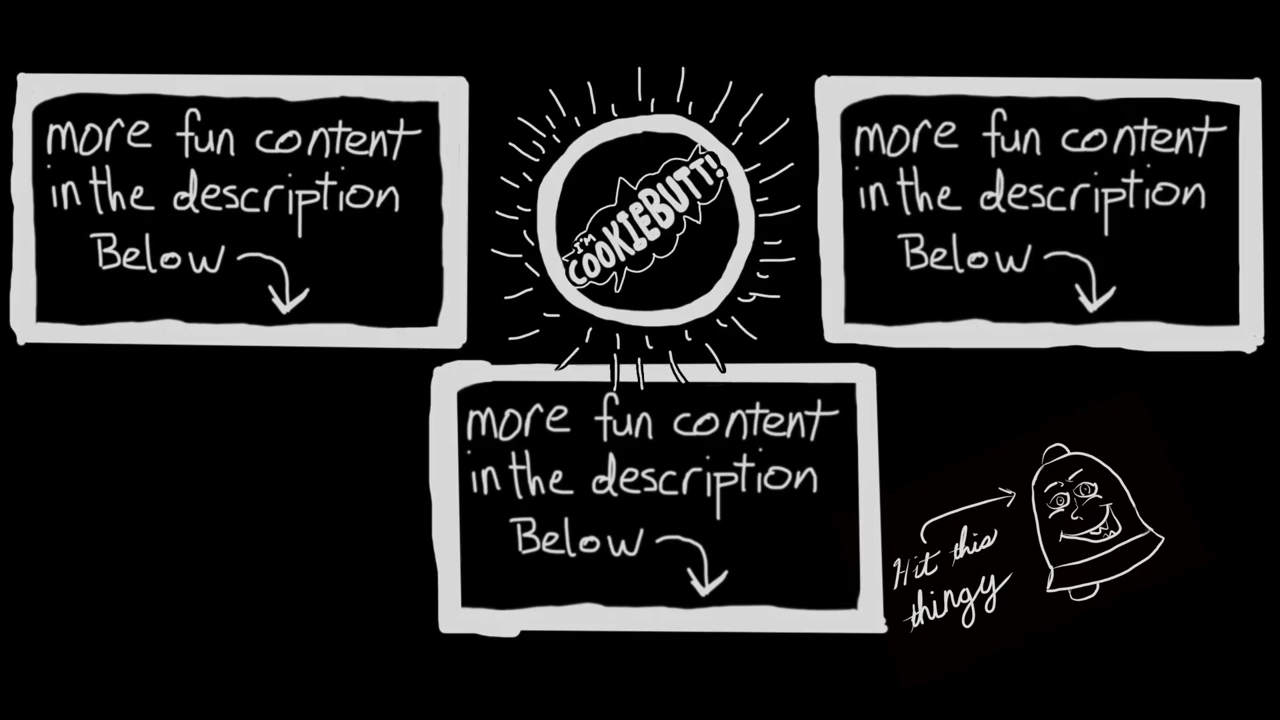 more fun content
in the description
Below
I'M
COOKIEBUTT!
more fun content
in the description
Below
more fun content
in the description
Below
Hit this
thingy